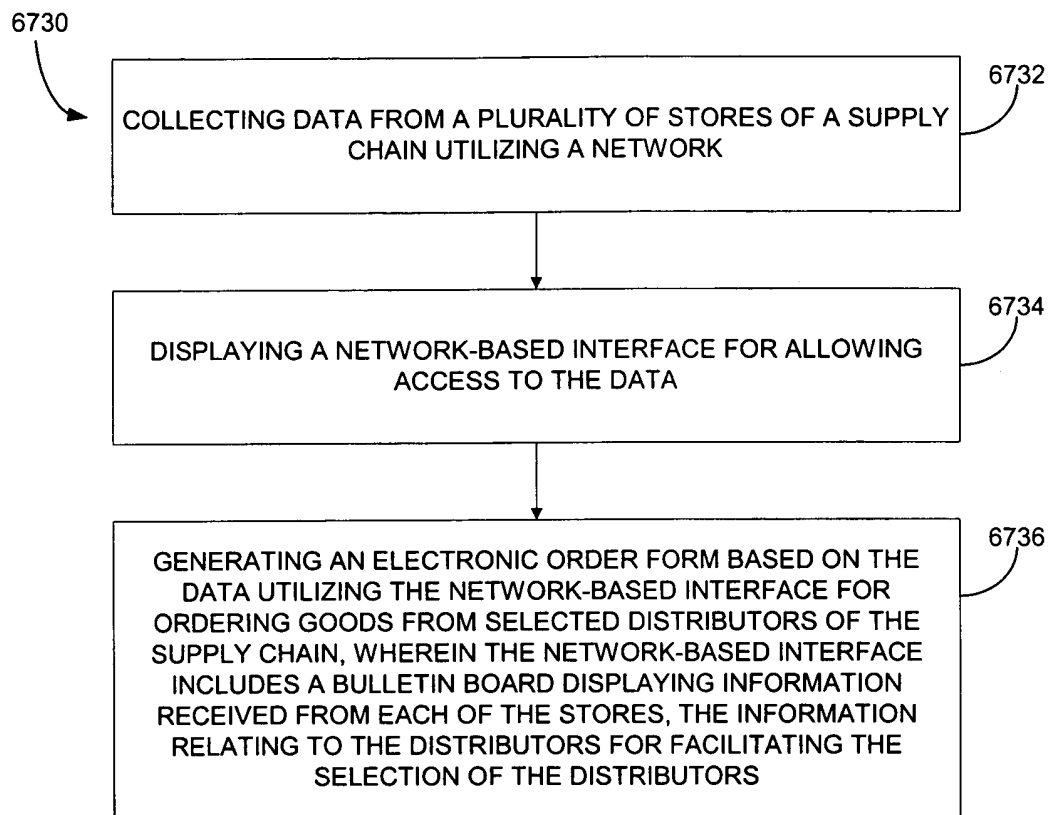 6730
6732
COLLECTING DATA FROM A PLURALITY OF STORES OF A SUPPLY
CHAIN UTILIZING A NETWORK
6734
DISPLAYING A NETWORK-BASED INTERFACE FOR ALLOWING
ACCESS TO THE DATA
6736
GENERATING AN ELECTRONIC ORDER FORM BASED ON THE
DATA UTILIZING THE NETWORK-BASED INTERFACE FOR
ORDERING GOODS FROM SELECTED DISTRIBUTORS OF THE
SUPPLY CHAIN, WHEREIN THE NETWORK-BASED INTERFACE
INCLUDES A BULLETIN BOARD DISPLAYING INFORMATION
RECEIVED FROM EACH OF THE STORES, THE INFORMATION
RELATING TO THE DISTRIBUTORS FOR FACILITATING THE
SELECTION OF THE DISTRIBUTORS